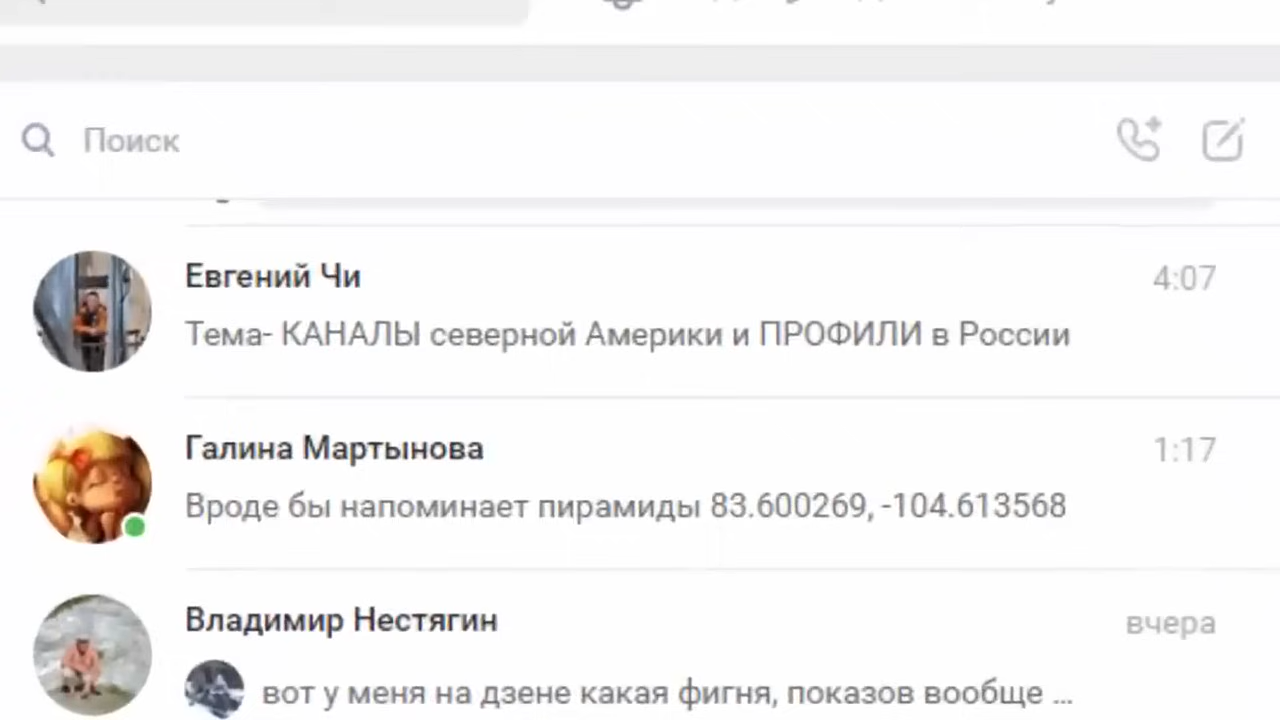 Поиск
Евгений Чи
4:07
Тема- КАНАЛЫ северной Америки и ПРОФИЛИ в России
Галина Мартынова
1:17
Вроде бы напоминает пирамиды 83.600269, -104.613568
Владимир Нестягин
вчера
вот у меня на дзене какая фигня, показов вообще ...